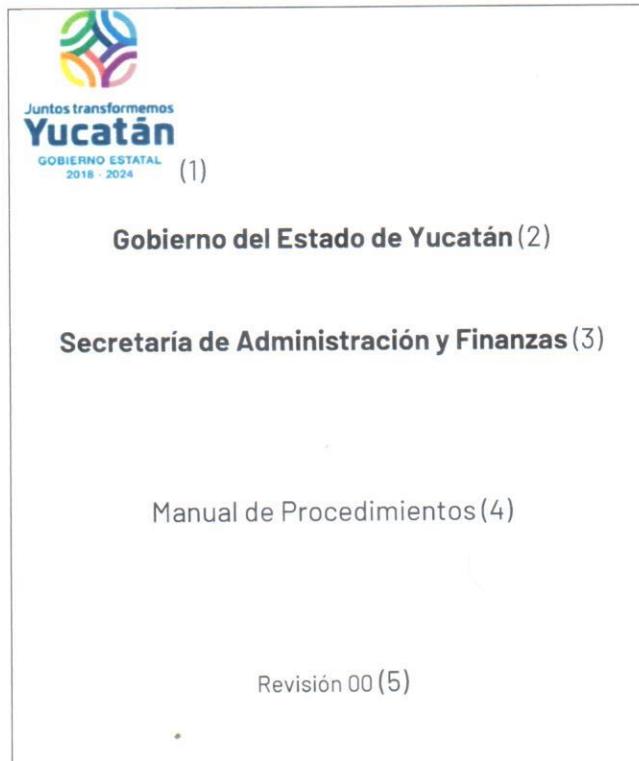 Juntos transformemos
Yucatán
GOBIERNO ESTATAL
2018 - 2024 (1)
Gobierno del Estado de Yucatán (2)
Secretaría de Administración y Finanzas (3)
Manual de Procedimientos (4)
Revisión 00 (5)